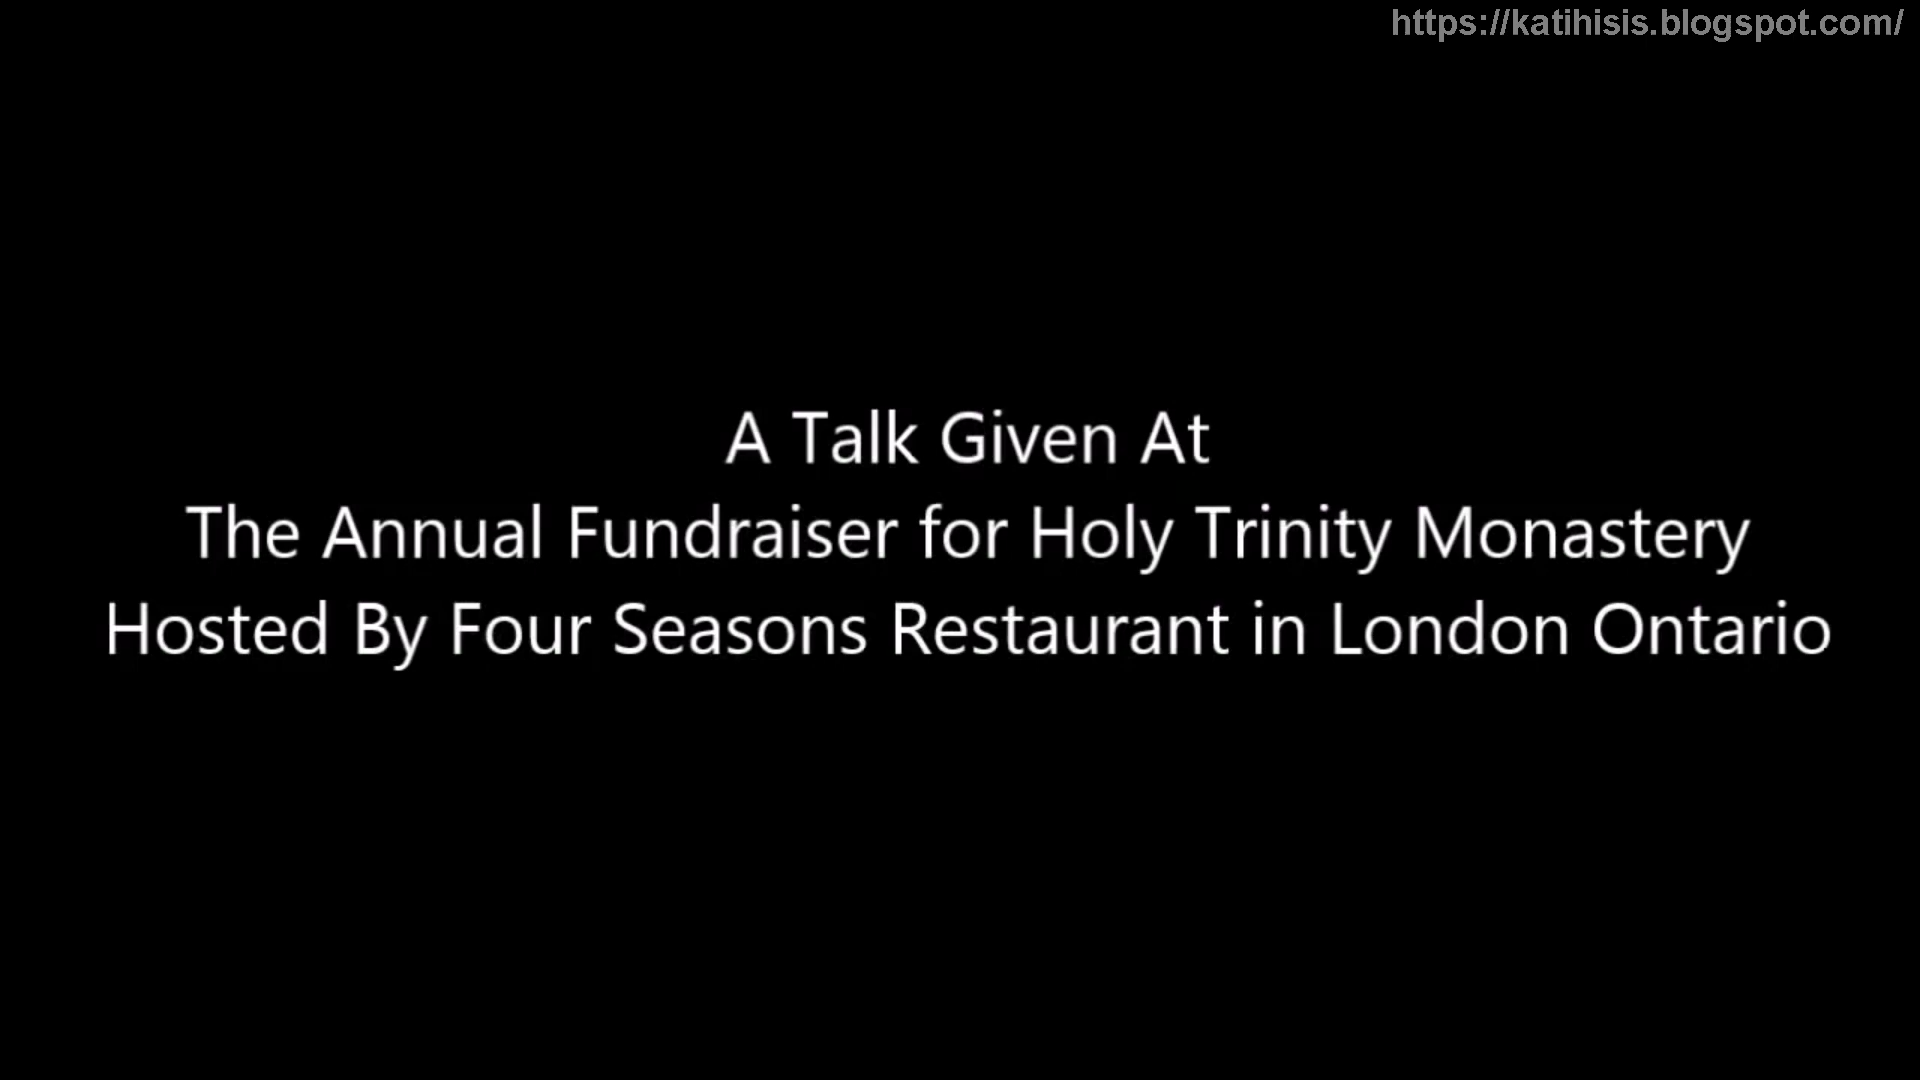 https://katihisis.blogspot.com/
A Talk Given At
The Annual Fundraiser for Holy Trinity Monastery
Hosted By Four Seasons Restaurant in London Ontario